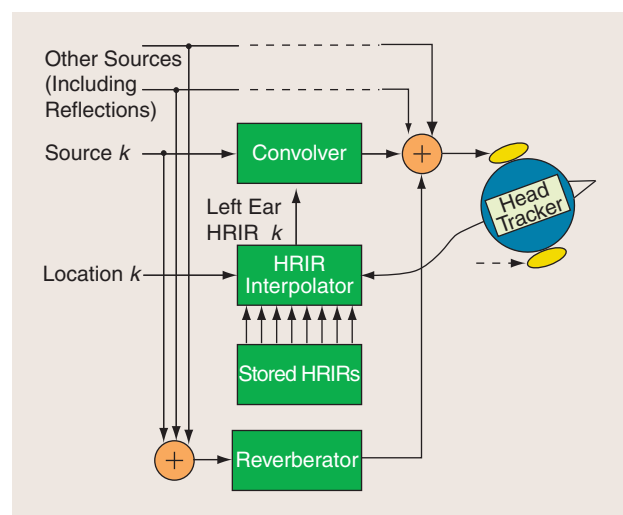 Other Sources
(Including
Reflections)
Source k
Convolver
+
Left Ear
HRIR k
Head
Tracker
Location k
HRIR
Interpolator
Stored HRIRs
+
Reverberator